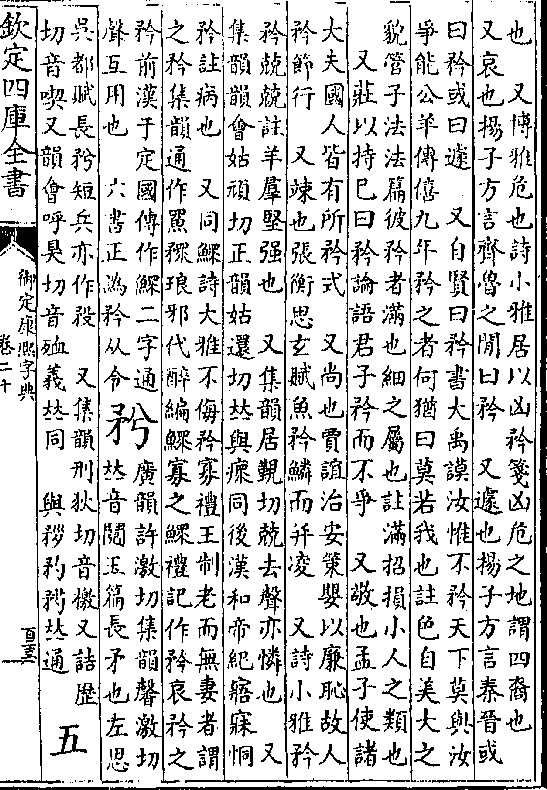 也　又博雅危也詩小雅居以凶矜箋凶危之地謂四裔也
又哀也揚子方言齊魯之閒曰矜　又遽也揚子方言秦晉或
曰矜或曰遽　又自賢曰矜書大禹謨汝惟不矜天下莫與汝
爭能公羊傳僖九年矜之者何猶曰莫若我也註色自美大之
貌管子法法篇彼矜者滿也細之屬也註滿招損小人之類也
又莊以持已曰矜論語君子矜而不爭　又敬也孟子使諸
大夫國人皆有所矜式　又尚也賈誼治安策嬰以廉恥故人
矜節行　又竦也張衡思玄賦魚矜鱗而并凌　又詩小雅矜
矜兢兢註羊羣堅强也　又集韻居覲切兢去聲亦憐也　又
集韻韻會姑頑切正韻姑還切𠀤與瘝同後漢和帝紀寤寐恫
矜註病也　又同鰥詩大雅不侮矜寡禮王制老而無妻者謂
之矜集韻通作　琅邪代醉編鰥寡之鰥禮記作矜哀矜之
矜前漢于定國傳作鰥二字通
聲互用也　六書正譌矜从令
𥍟
廣韻許激切集韻馨激切
𠀤音鬩玉篇長矛也左思
吳都賦長𥍟短兵亦作　又集韻刑狄切音檄又詰歷
切音喫又韻會呼臭切音殈義𠀤同　與　𠀤通
五
欽定四庫全書
御定康熙字典
卷二十